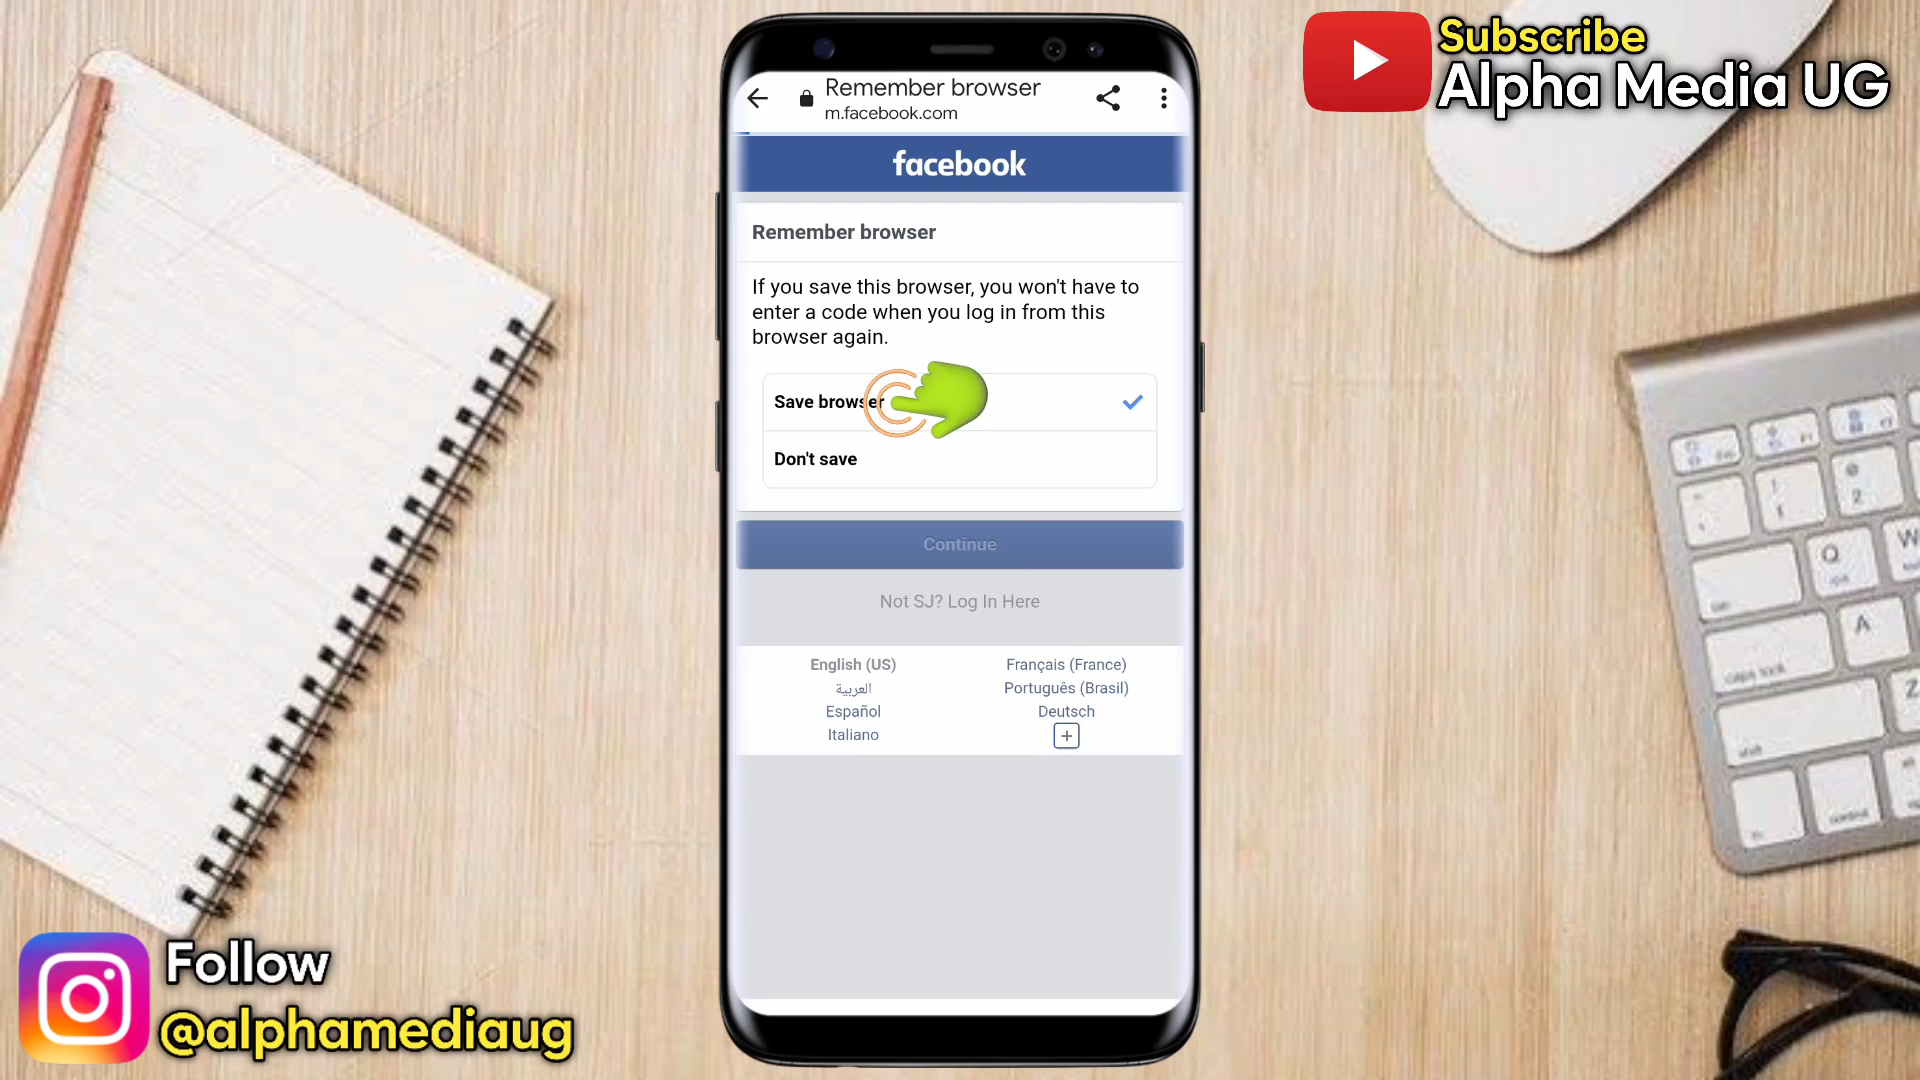 Subscribe
Alpha Media UG
Remember browser
m.facebook.com
facebook
Remember browser
If you save this browser, you won't have to
enter a code when you log in from this
browser again.
Save browser
Don't save
Continue
Not SJ? Log In Here
English (US)
Français (France)
العربية
Português (Brasil)
Español
Deutsch
Italiano
Q
W
A
Z
2
Follow
@alphamediaug